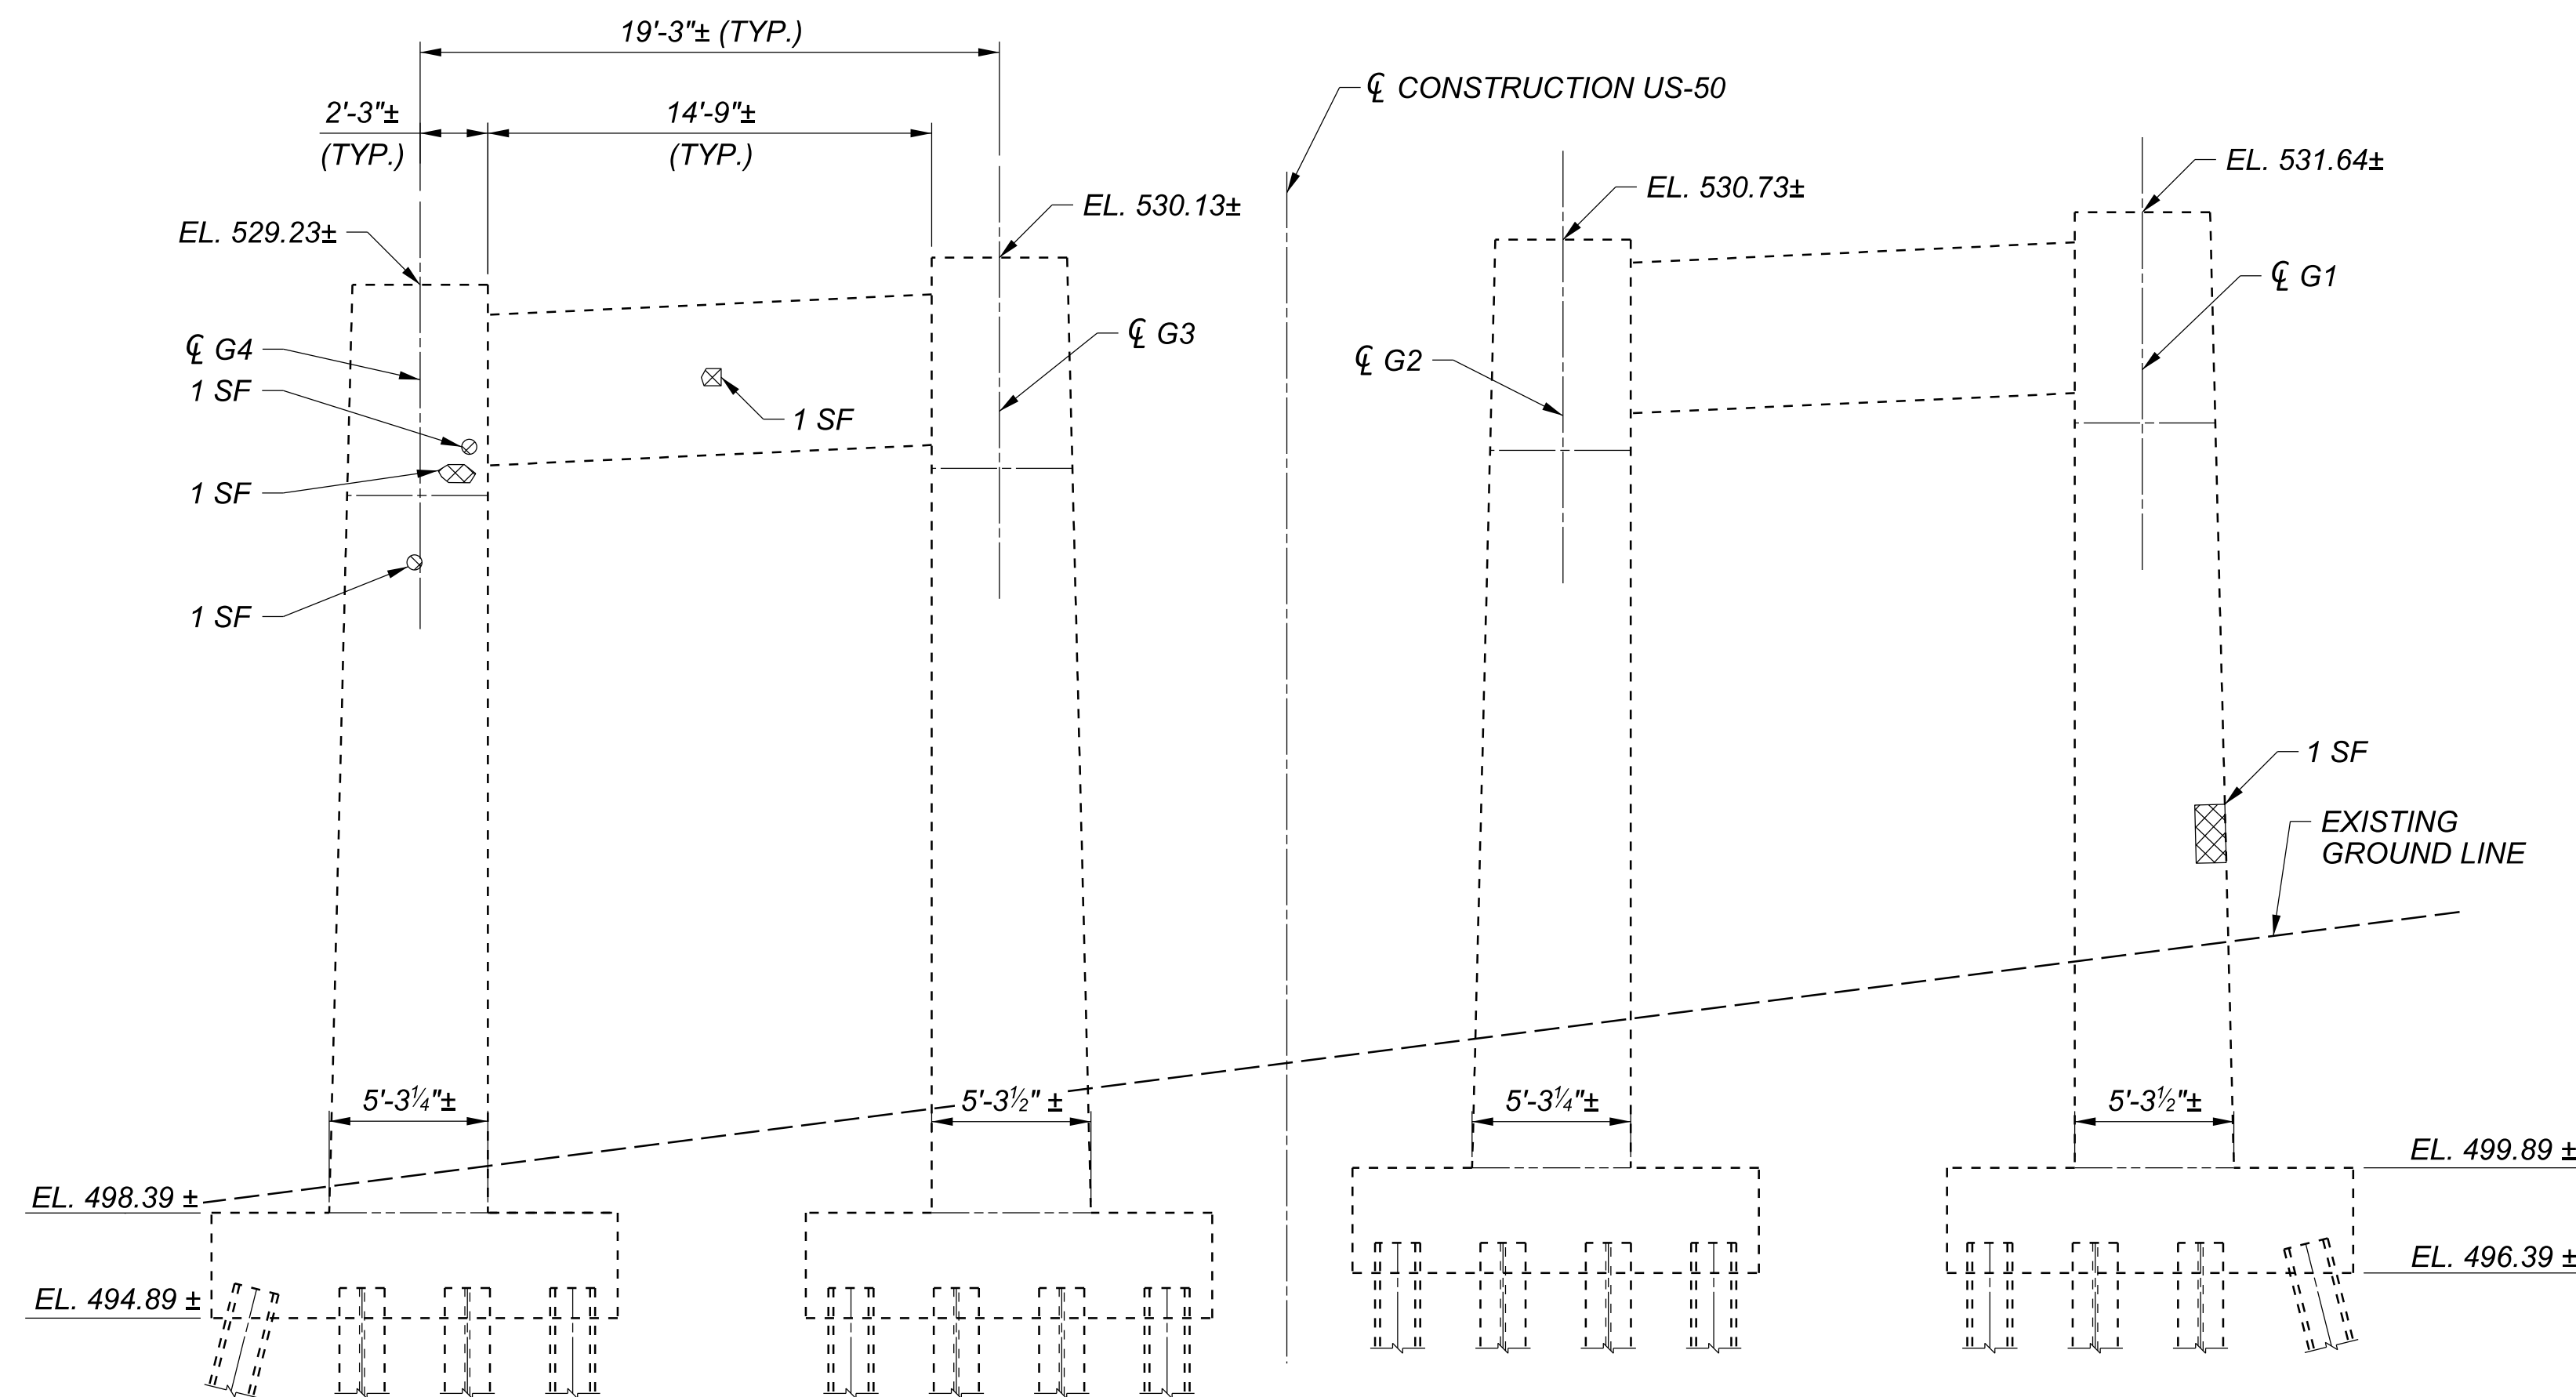 19'-3"± (TYP.)
℄ CONSTRUCTION US-50
2'-3"±
(TYP.)
14'-9"±
(TYP.)
EL. 531.64±
EL. 530.73±
EL. 530.13±
EL. 529.23±
℄ G1
℄ G3
℄ G4
℄ G2
1 SF
1 SF
1 SF
1 SF
1 SF
EXISTING
GROUND LINE
5'-3¼"±
5'-3½" ±
5'-3¼"±
5'-3½"±
EL. 499.89 ±
EL. 498.39 ±
EL. 496.39 ±
EL. 494.89 ±